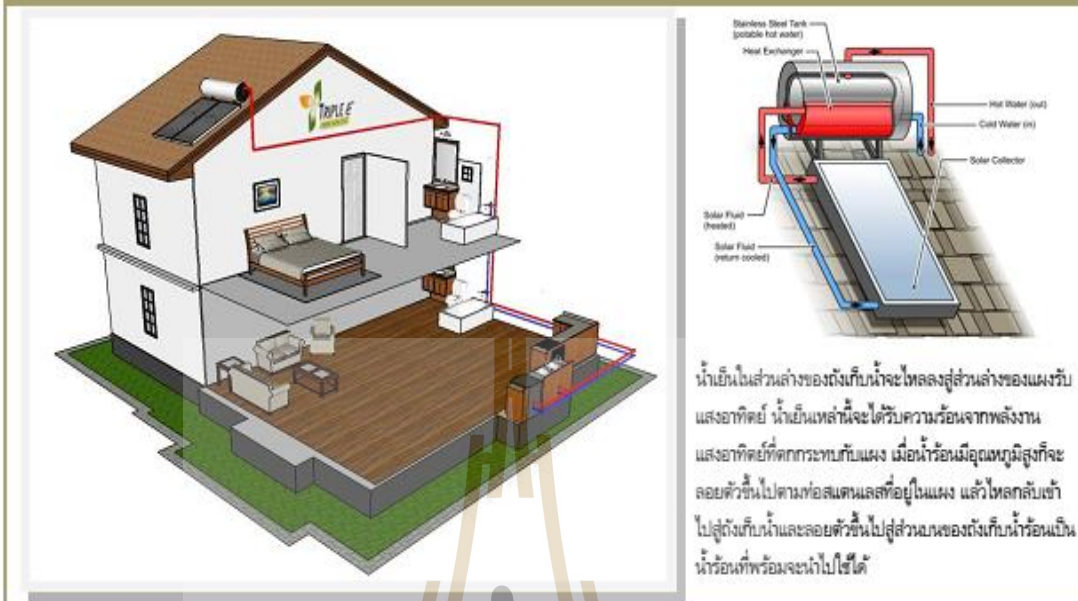 TRIPLE E
Stainless Steel Tank
(potable hot water)
Heat Exchanger
Hot Water (out)
Cold Water (in)
Solar Collector
Solar Fluid
(heated)
Solar Fluid
(return cooled)
น้ำเย็นในส่วนล่างของถังเก็บน้ำจะไหลลงสู่ส่วนล่างของแผงรับ
แสงอาทิตย์ น้ำเย็นเหล่านี้จะได้รับความร้อนจากพลังงาน
แสงอาทิตย์ที่ตกกระทบกับแผง เมื่อน้ำร้อนมีอุณหภูมิสูงก็จะ
ลอยตัวขึ้นไปตามท่อสแตนเลสที่อยู่ในแผง แล้วไหลกลับเข้า
ไปสู่ถังเก็บน้ำและลอยตัวขึ้นไปสู่ส่วนบนของถังเก็บน้ำร้อนเป็น
น้ำร้อนที่พร้อมจะนำไปใช้ได้